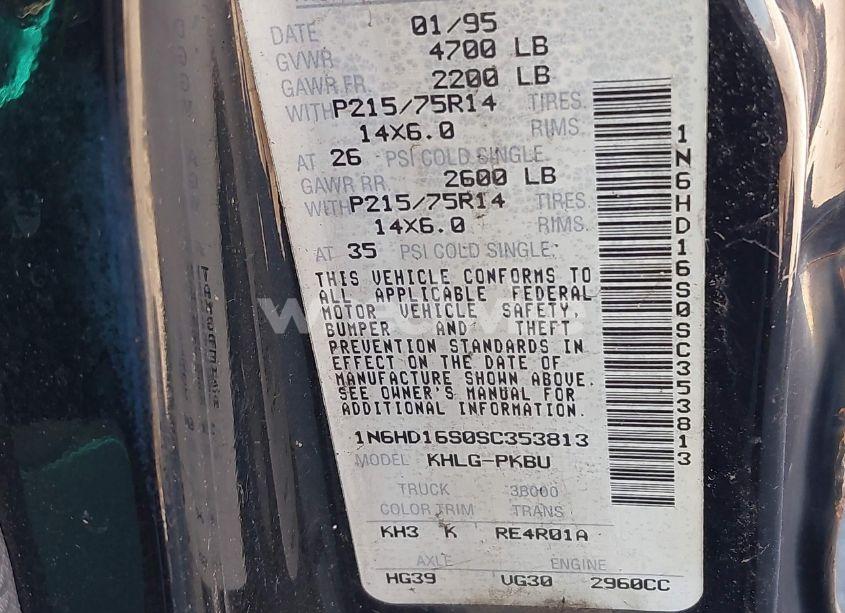 DATE 01/95
GVWR 4700 LB
GAWR FR. 2200 LB
WITH P215/75R14 TIRES.
14X6.0 RIMS.
AT 26 PSI COLD SINGLE.
GAWR RR. 2600 LB
WITH P215/75R14 TIRES
14X6.0 RIMS.
AT 35 PSI COLD SINGLE.
THIS VEHICLE CONFORMS TO
ALL APPLICABLE FEDERAL
MOTOR VEHICLE SAFETY,
BUMPER AND THEFT
PREVENTION STANDARDS IN
EFFECT ON THE DATE OF
MANUFACTURE SHOWN ABOVE.
SEE OWNER'S MANUAL FOR
ADDITIONAL INFORMATION.
1N6HD16S0SC353813
MODEL KHLG-PKBU
TRUCK 3B000
COLOR TRIM TRANS
KH3 K RE4R01A
AXLE ENGINE
HG39 VG30 2960CC
1N6HD16S0SC353813